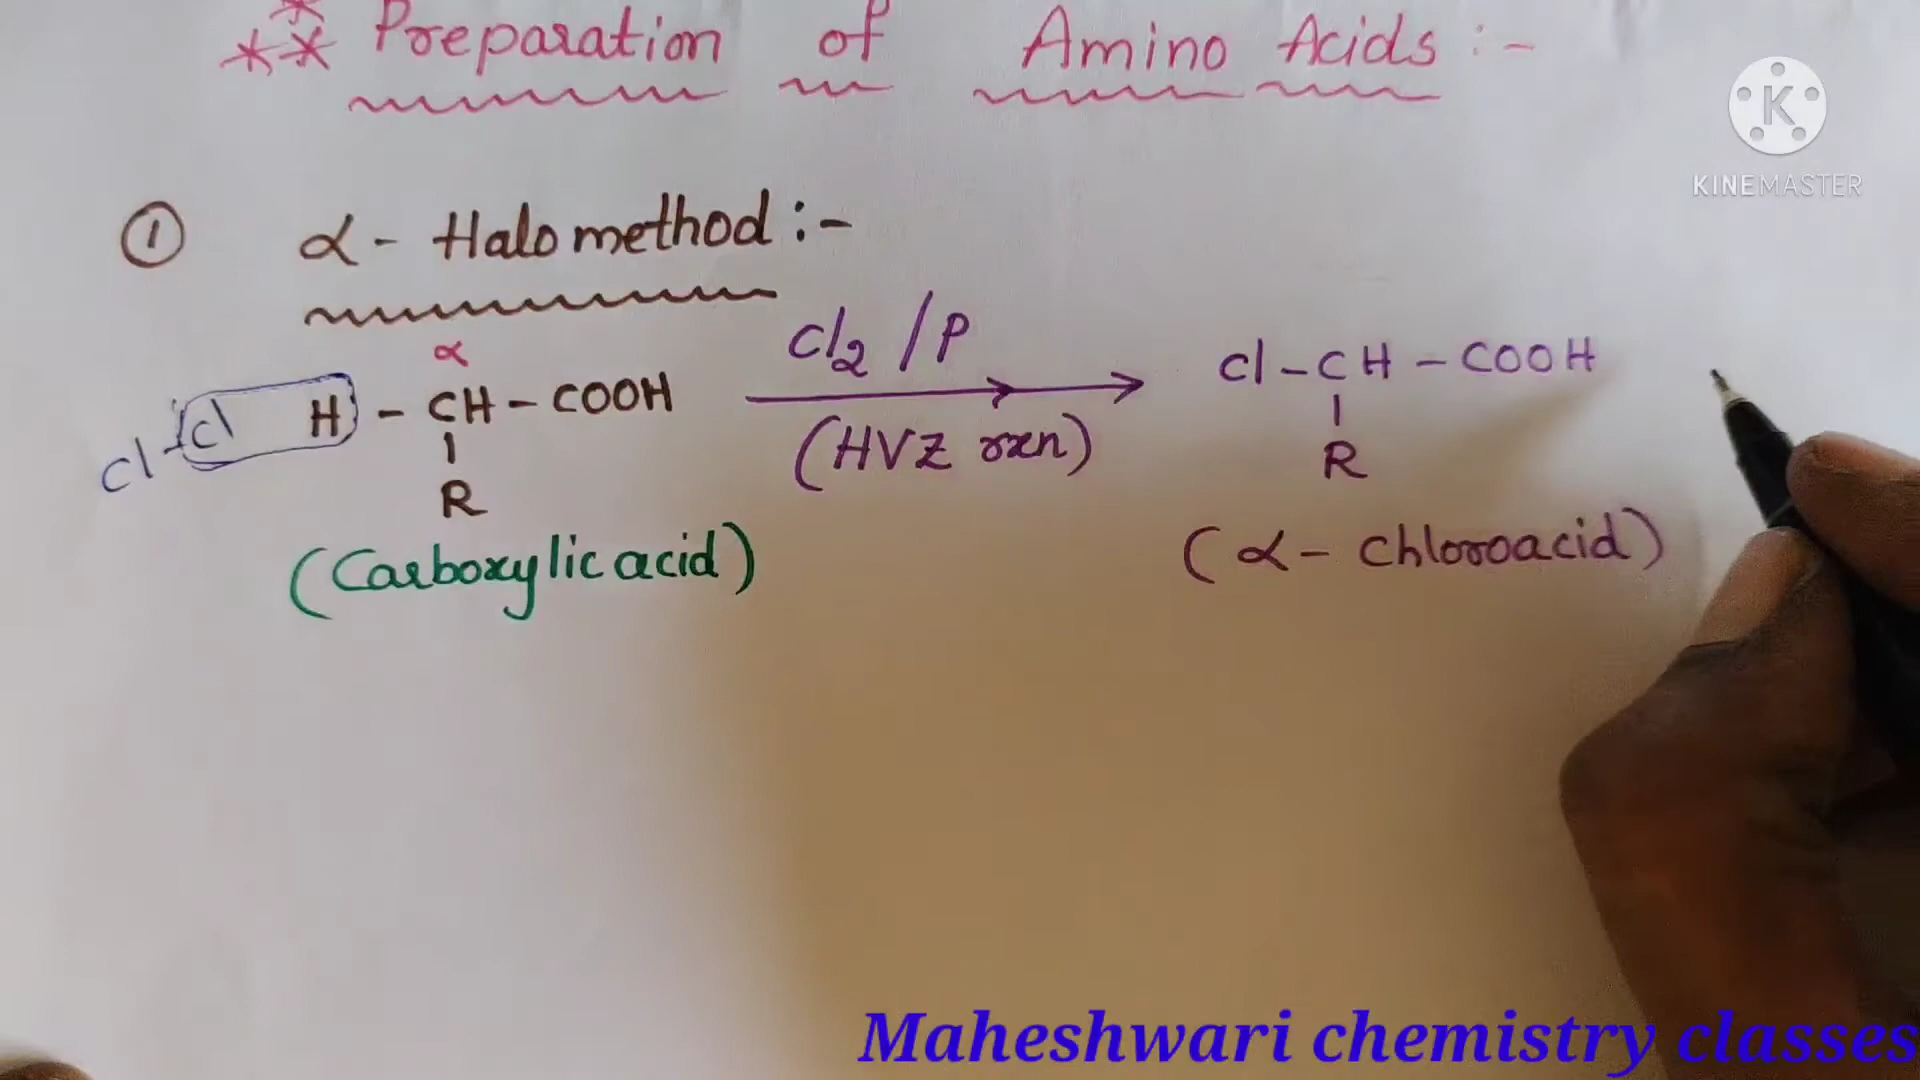 *** Preparation of Amino Acids :-
K
KINEMASTER
① α - Halo method :-
α
Cl-Cl H - CH - COOH Cl2 / P Cl - CH - COOH
(HVZ rxn)
R R
(Carboxylic acid) (α - chloroacid)
Maheshwari chemistry classes